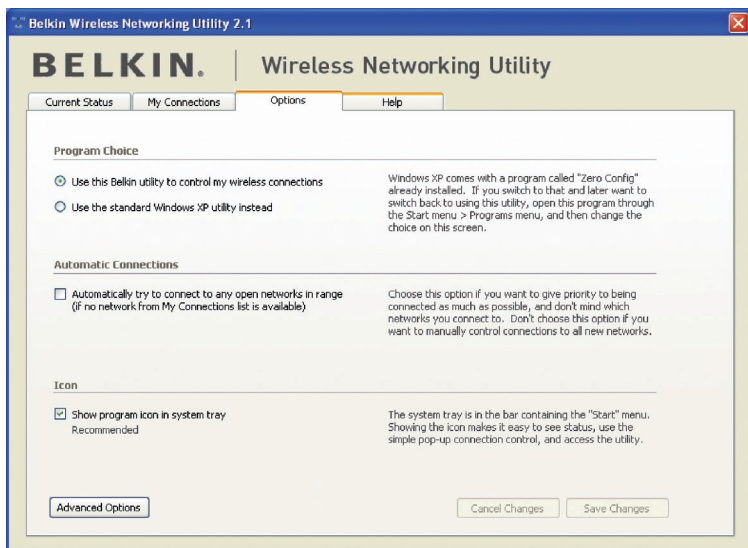 Belkin Wireless Networking Utility 2.1
BELKIN. | Wireless Networking Utility
Current Status My Connections Options Help
Program Choice
Use this Belkin utility to control my wireless connections
Use the standard Windows XP utility instead
Windows XP comes with a program called "Zero Config"
already installed. If you switch to that and later want to
switch back to using this utility, open this program through
the Start menu > Programs menu, and then change the
choice on this screen.
Automatic Connections
Automatically try to connect to any open networks in range
(if no network from My Connections list is available)
Choose this option if you want to give priority to being
connected as much as possible, and don't mind which
networks you connect to. Don't choose this option if you
want to manually control connections to all new networks.
Icon
Show program icon in system tray
Recommended
The system tray is in the bar containing the "Start" menu.
Showing the icon makes it easy to see status, use the
simple pop-up connection control, and access the utility.
Advanced Options Cancel Changes Save Changes